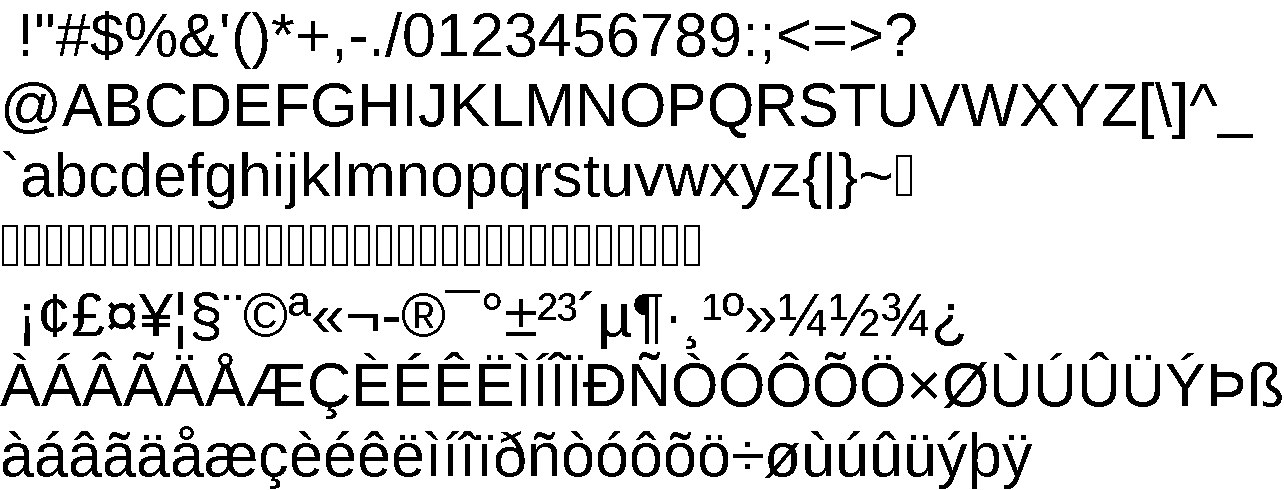 !"#$%&'()*+,-./0123456789:;<=>?
@ABCDEFGHIJKLMNOPQRSTUVWXYZ[\]^_
`abcdefghijklmnopqrstuvwxyz{|}~
¡¢£¤¥¦§¨©ª«¬-®¯°±²³´µ¶·¸¹º»¼½¾¿
ÀÁÂÃÄÅÆÇÈÉÊËÌÍÎÏÐÑÒÓÔÕÖ×ØÙÚÛÜÝÞß
àáâãäåæçèéêëìíîïðñòóôõö÷øùúûüýþÿ